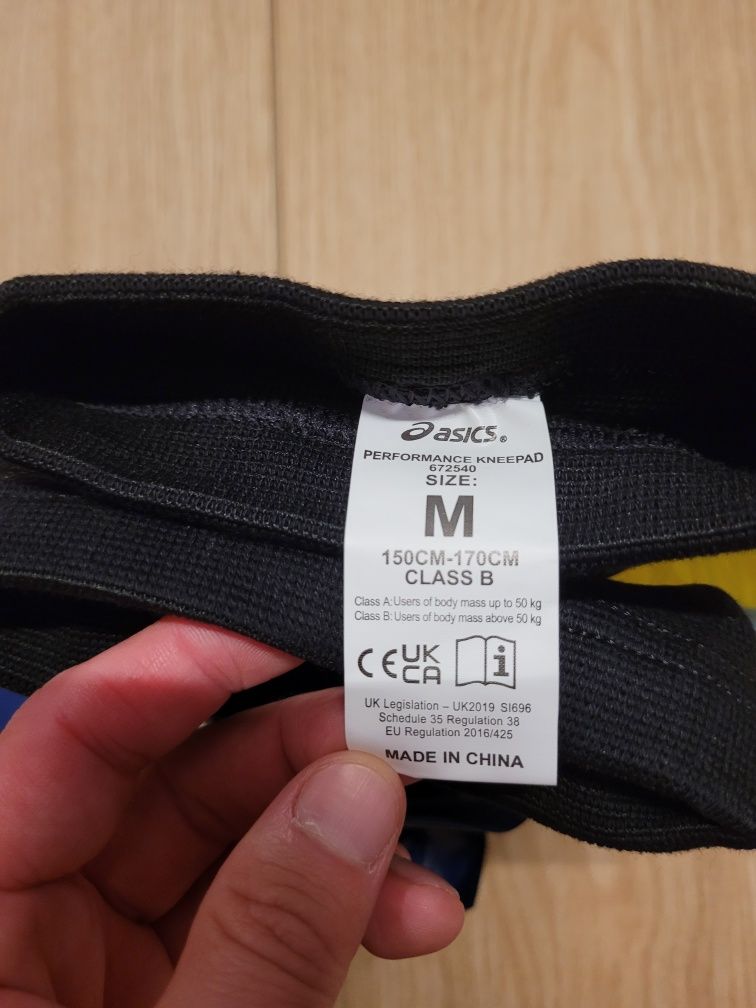 asics®
PERFORMANCE KNEEPAD
672540
SIZE:
M
150CM-170CM
CLASS B
Class A: Users of body mass up to 50 kg
Class B: Users of body mass above 50 kg
CE UK
CA
i
UK Legislation – UK2019 SI696
Schedule 35 Regulation 38
EU Regulation 2016/425
MADE IN CHINA